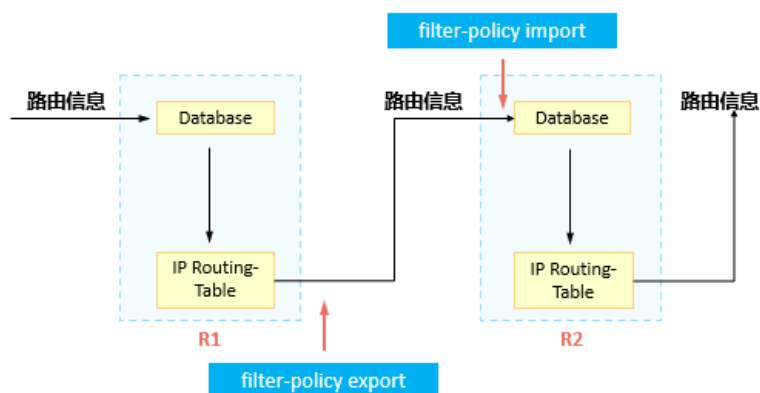 filter-policy import
路由信息
路由信息
路由信息
Database
Database
IP Routing-
Table
IP Routing-
Table
R1
R2
filter-policy export